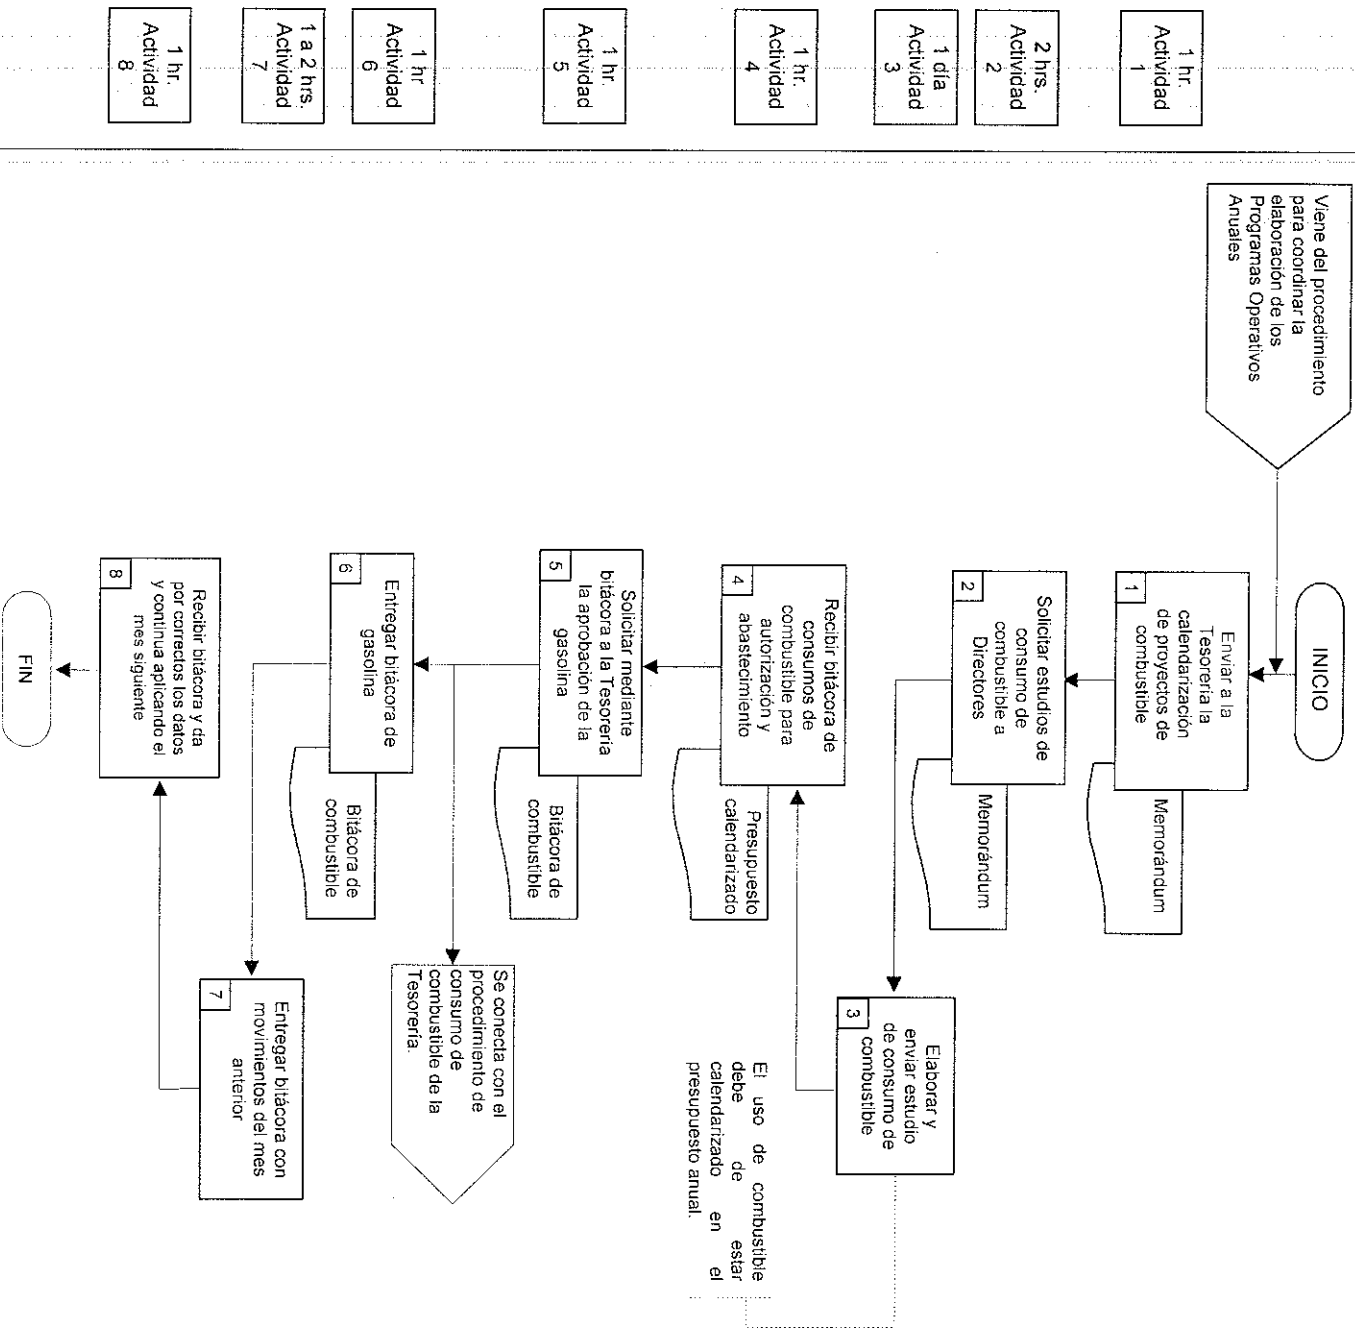 1 hr.
Actividad
1
2 hrs.
Actividad
2
1 día
Actividad
3
1 hr.
Actividad
4
1 hr.
Actividad
5
1 hr
Actividad
6
1 a 2 hrs.
Actividad
7
1 hr.
Actividad
8
INICIO
Viene del procedimiento
para coordinar la
elaboración de los
Programas Operativos
Anuales
Enviar a la
Tesorería la
calendarización
de proyectos de
combustible
1
Memorándum
Solicitar estudios de
consumo de
combustible a
Directores
2
Memorándum
Elaborar y
enviar estudio
de consumo de
combustible
3
El uso de combustible
debe de estar
calendarizado en el
presupuesto anual.
Recibir bitácora de
consumos de
combustible para
autorización y
abastecimiento
4
Presupuesto
calendarizado
Solicitar mediante
bitácora a la Tesorería
la aprobación de la
gasolina
5
Bitácora de
combustible
Se conecta con el
procedimiento de
consumo de
combustible de la
Tesorería.
Entregar bitácora de
gasolina
6
Bitácora de
combustible
Entregar bitácora con
movimientos del mes
anterior
7
Recibir bitácora y da
por correctos los datos
y continua aplicando el
mes siguiente
8
FIN